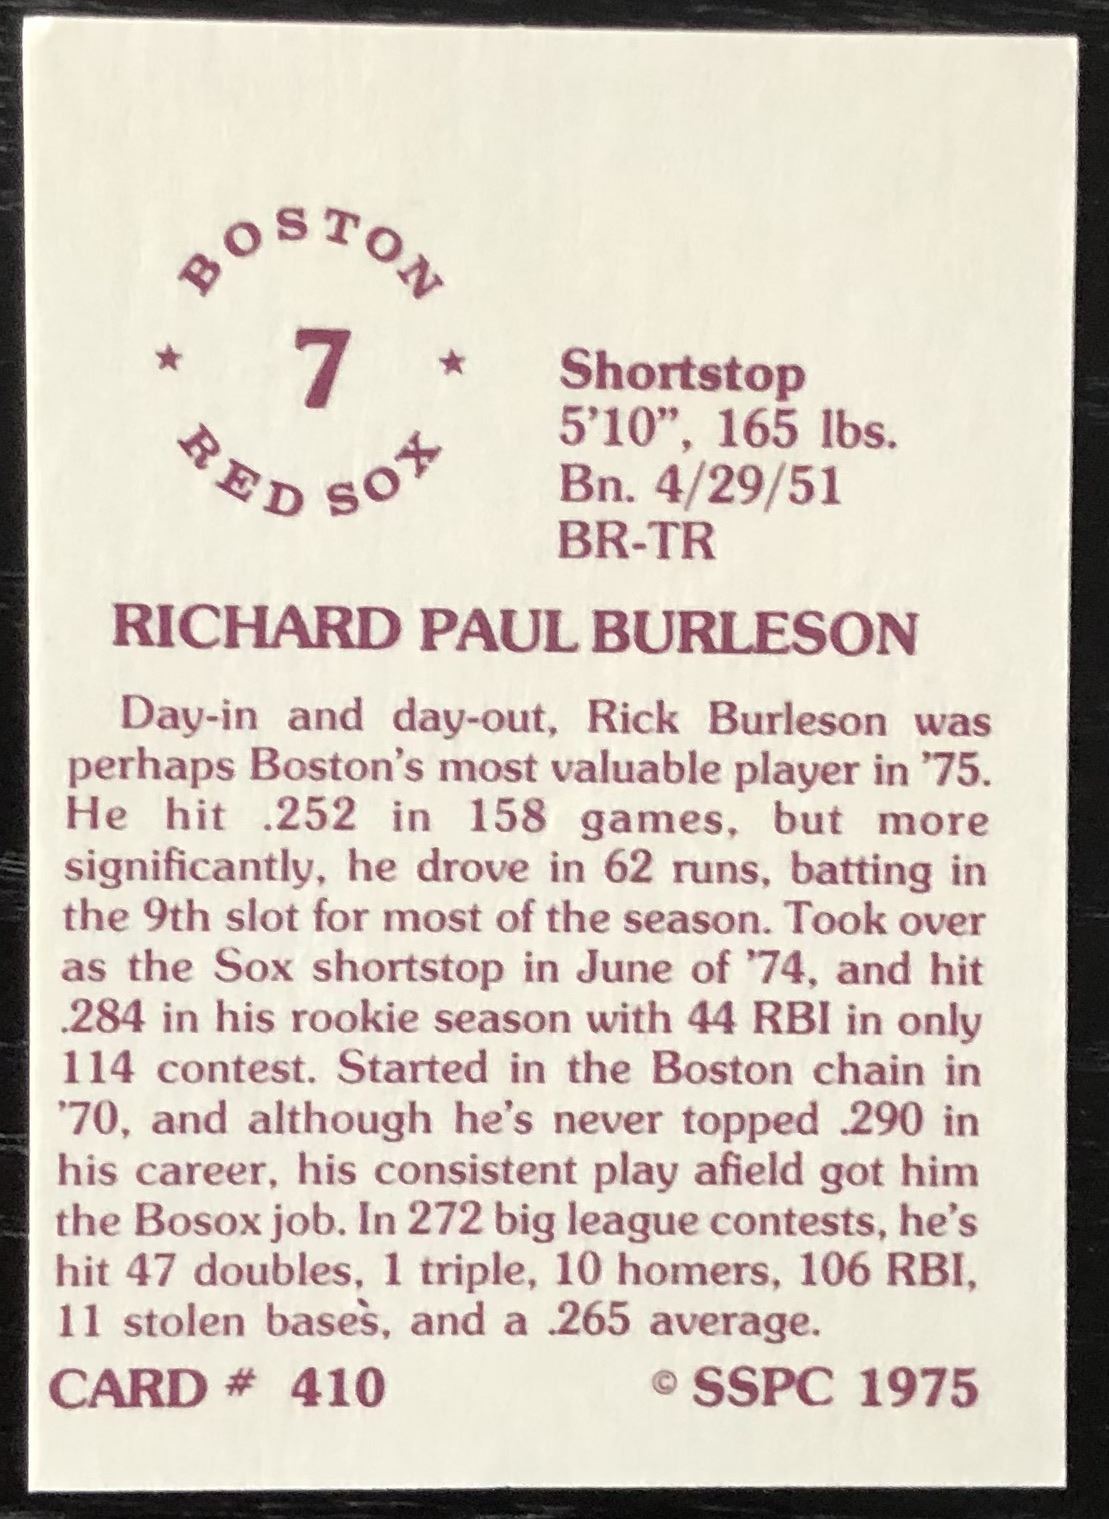 BOSTON
★ 7 ★
RED SOX
Shortstop
5'10”, 165 lbs.
Bn. 4/29/51
BR-TR
RICHARD PAUL BURLESON
Day-in and day-out, Rick Burleson was
perhaps Boston's most valuable player in '75.
He hit .252 in 158 games, but more
significantly, he drove in 62 runs, batting in
the 9th slot for most of the season. Took over
as the Sox shortstop in June of '74, and hit
.284 in his rookie season with 44 RBI in only
114 contest. Started in the Boston chain in
'70, and although he's never topped .290 in
his career, his consistent play afield got him
the Bosox job. In 272 big league contests, he's
hit 47 doubles, 1 triple, 10 homers, 106 RBI,
11 stolen bases, and a .265 average.
CARD # 410 © SSPC 1975